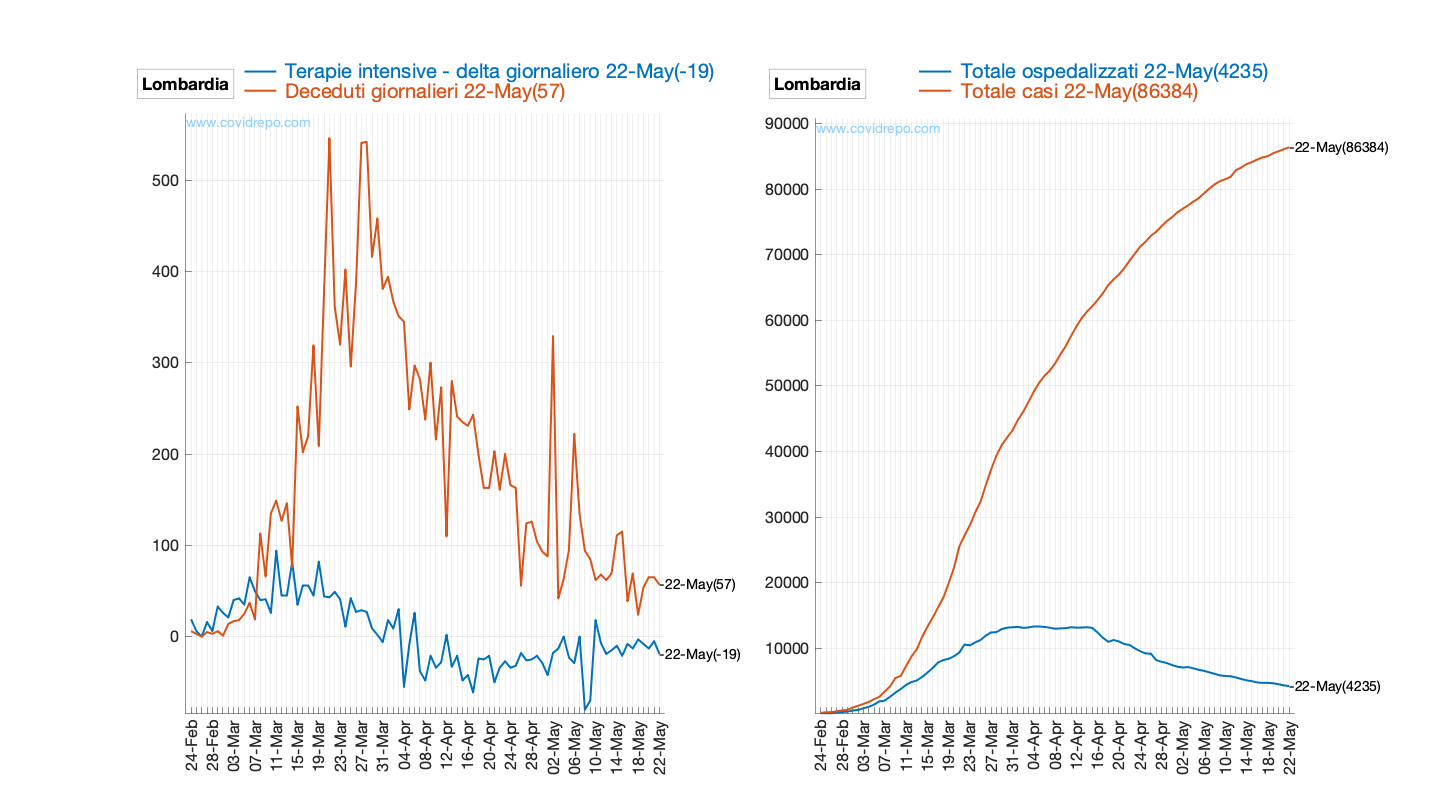 Lombardia
Terapie intensive - delta giornaliero 22-May(-19)
Deceduti giornalieri 22-May(57)
www.covidrepo.com
500
400
300
200
100
0
22-May(57)
22-May(-19)
24-Feb
28-Feb
03-Mar
07-Mar
11-Mar
15-Mar
19-Mar
23-Mar
27-Mar
31-Mar
04-Apr
08-Apr
12-Apr
16-Apr
20-Apr
24-Apr
28-Apr
02-May
06-May
10-May
14-May
18-May
22-May
Lombardia
Totale ospedalizzati 22-May(4235)
Totale casi 22-May(86384)
www.covidrepo.com
90000
80000
70000
60000
50000
40000
30000
20000
10000
22-May(86384)
22-May(4235)
24-Feb
28-Feb
03-Mar
07-Mar
11-Mar
15-Mar
19-Mar
23-Mar
27-Mar
31-Mar
04-Apr
08-Apr
12-Apr
16-Apr
20-Apr
24-Apr
28-Apr
02-May
06-May
10-May
14-May
18-May
22-May